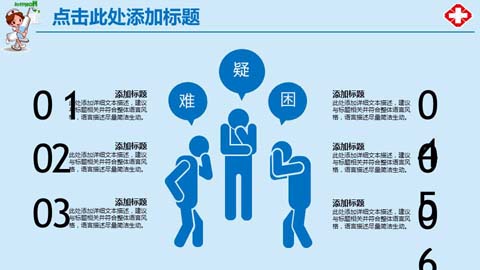 点击此处添加标题
疑
难
困
01
添加标题
此处添加详细文本描述，建议
与标题相关并符合整体语言风
格，语言描述尽量简洁生动。
02
添加标题
此处添加详细文本描述，建议
与标题相关并符合整体语言风
格，语言描述尽量简洁生动。
03
添加标题
此处添加详细文本描述，建议
与标题相关并符合整体语言风
格，语言描述尽量简洁生动。
添加标题
此处添加详细文本描述，建议
与标题相关并符合整体语言风
格，语言描述尽量简洁生动。
04
添加标题
此处添加详细文本描述，建议
与标题相关并符合整体语言风
格，语言描述尽量简洁生动。
05
添加标题
此处添加详细文本描述，建议
与标题相关并符合整体语言风
格，语言描述尽量简洁生动。
06